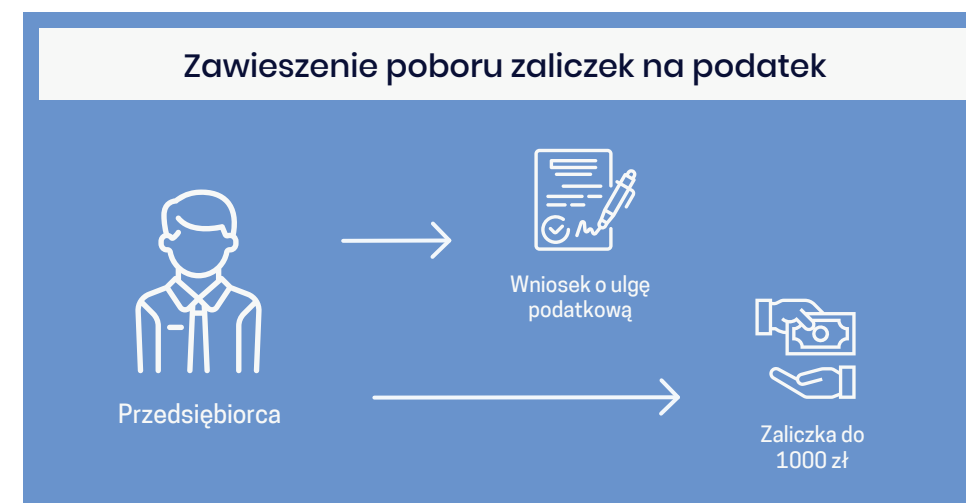 Zawieszenie poboru zaliczek na podatek
Wniosek o ulgę
podatkową
Przedsiębiorca
Zaliczka do
1000 zł